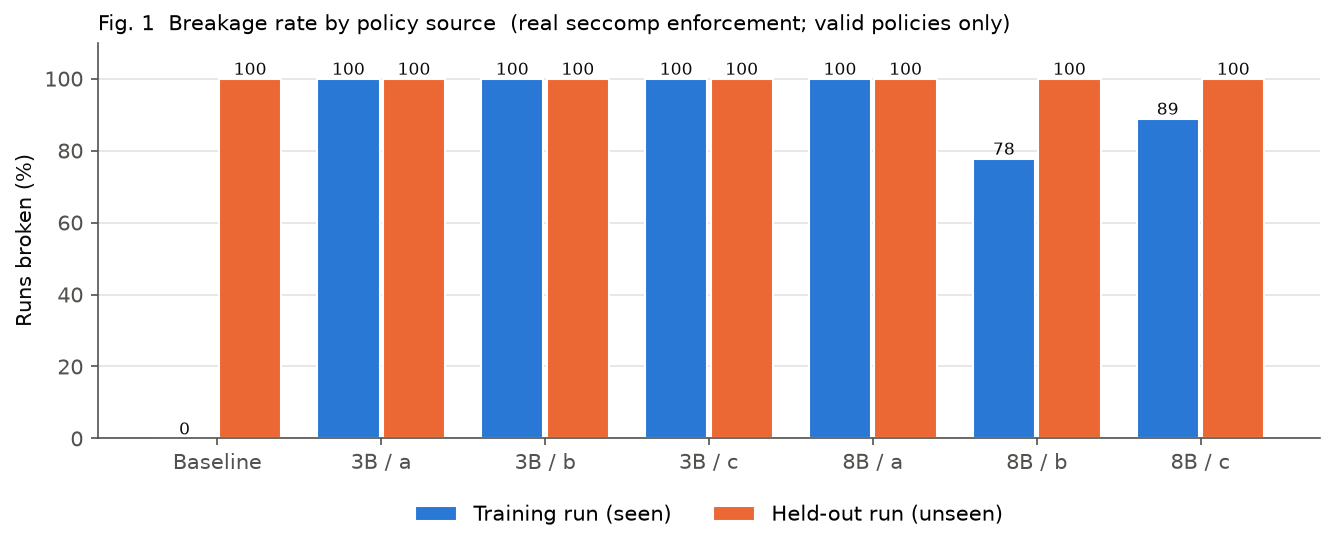 Fig. 1  Breakage rate by policy source  (real seccomp enforcement; valid policies only)
Runs broken (%)
100
80
60
40
20
0
0 100 100 100 100 100 100 100 100 100 78 100 89 100
Baseline 3B / a 3B / b 3B / c 8B / a 8B / b 8B / c
Training run (seen) Held-out run (unseen)